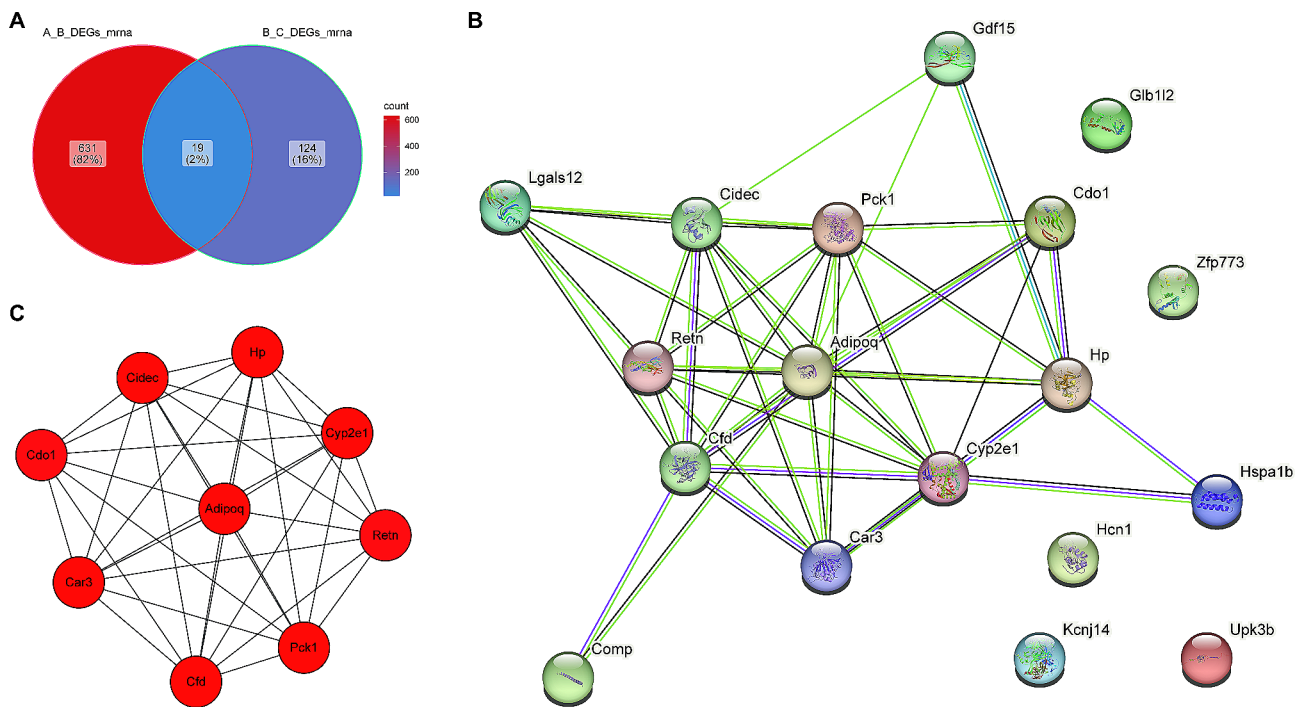 A
A_B_DEGs_mrna
B_C_DEGs_mrna
631
(82%)
19
(2%)
124
(16%)
count
600
400
200
B
Gdf15
Glb1l2
Lgals12
Cidec
Pck1
Cdo1
Zfp773
Retn
Adipoq
Hp
Cfd
Cyp2e1
Hspa1b
Car3
Hcn1
Comp
Kcnj14
Upk3b
C
Hp
Cidec
Cyp2e1
Cdo1
Adipoq
Retn
Car3
Pck1
Cfd